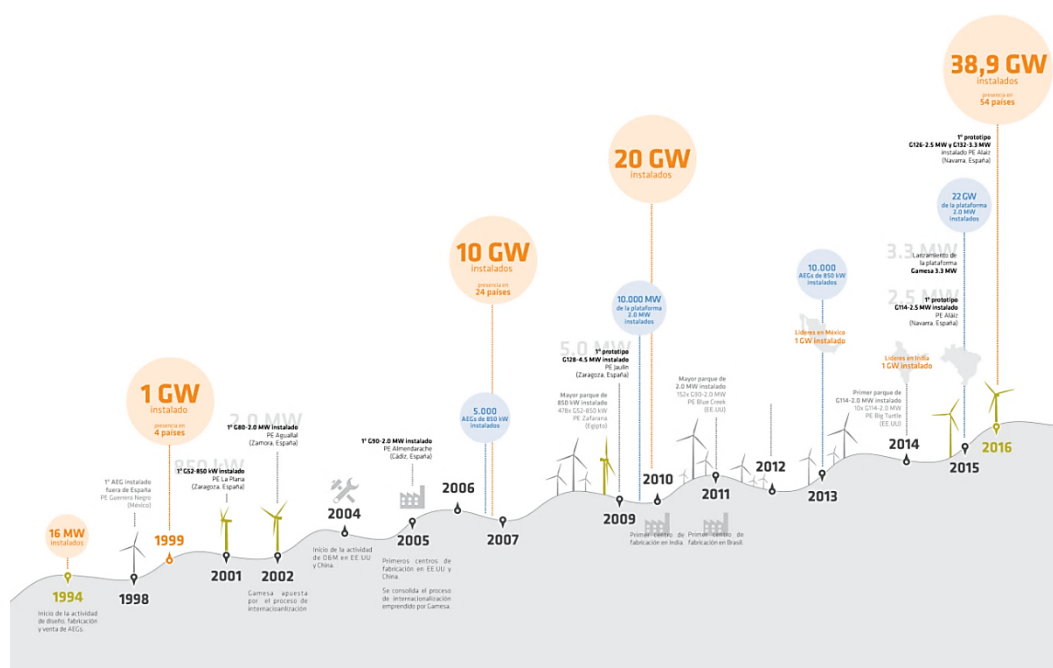 16 MW
instalados
1994
Inicio de la actividad
de diseño, fabricación
y venta de AEGs.
1º AEG instalado
fuera de España
PE Guerrero Negro
(México)
1998
1 GW
instalado
presencia en
4 países
1999
850 kW
1º G52-850 kW instalado
PE La Plana
(Zaragoza, España)
2001
2.0 MW
1º G80-2.0 MW instalado
PE Aguallal
(Zamora, España)
2002
Gamesa apuesta
por el proceso de
internacioanlización
2004
Inicio de la actividad
de O&M en EE.UU
y China.
1º G90-2.0 MW instalado
PE Almendarache
(Cádiz, España)
2005
Primeros centros de
fabricación en EE.UU y
China.
Se consolida el proceso
de internacionalización
emprendido por Gamesa.
2006
10 GW
instalados
presencia en
24 países
5.000
AEGs de 850 kW
instalados
2007
5.0 MW
1º prototipo
G128-4.5 MW instalado
PE Jaulín
(Zaragoza, España)
Mayor parque de
850 kW instalado
478x G52-850 kW
PE Zafarana
(Egipto)
2009
10.000 MW
de la plataforma
2.0 MW
instalados
20 GW
instalados
2010
Primer centro de
fabricación en India.
Mayor parque de
2.0 MW instalado
152x G90-2.0 MW
PE Blue Creek
(EE.UU)
2011
Primer centro de
fabricación en Brasil.
2012
10.000
AEGs de 850 kW
instalados
Líderes en México
1 GW instalado
2013
Primer parque de
G114-2.0 MW instalado
10x G114-2.0 MW
PE Big Turtle
(EE.UU)
Líderes en India
1 GW instalado
2014
22 GW
de la plataforma
2.0 MW
instalados
3.3 MW
Lanzamiento de
la plataforma
Gamesa 3.3 MW
2.5 MW
1º prototipo
G114-2.5 MW instalado
PE Alaiz
(Navarra, España)
2015
38,9 GW
instalados
presencia en
54 países
1º prototipo
G126-2.5 MW y G132-3.3 MW
instalado PE Alaiz
(Navarra, España)
2016